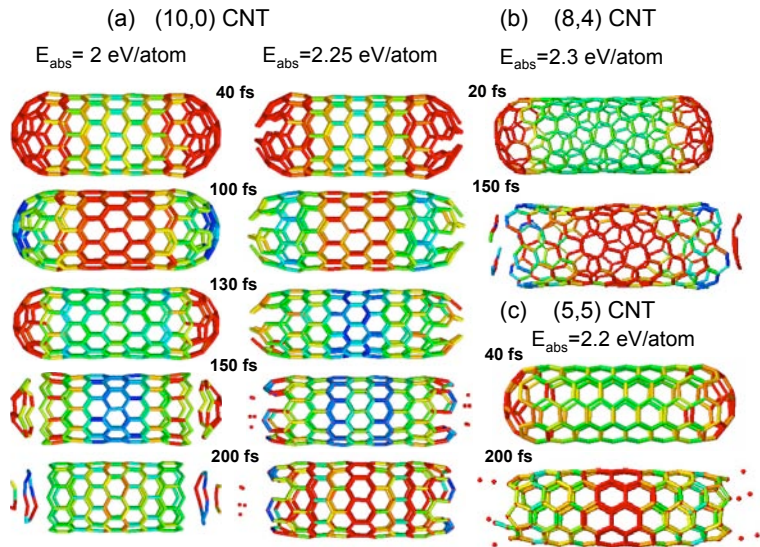 (a) (10,0) CNT
E_abs= 2 eV/atom
E_abs=2.25 eV/atom
40 fs
100 fs
130 fs
150 fs
200 fs
(b) (8,4) CNT
E_abs=2.3 eV/atom
20 fs
150 fs
(c) (5,5) CNT
E_abs=2.2 eV/atom
40 fs
200 fs